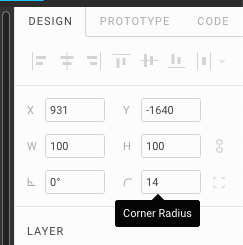 DESIGN PROTOTYPE CODE
X 931 Y -1640
W 100 H 100
0° 14
Corner Radius
LAYER